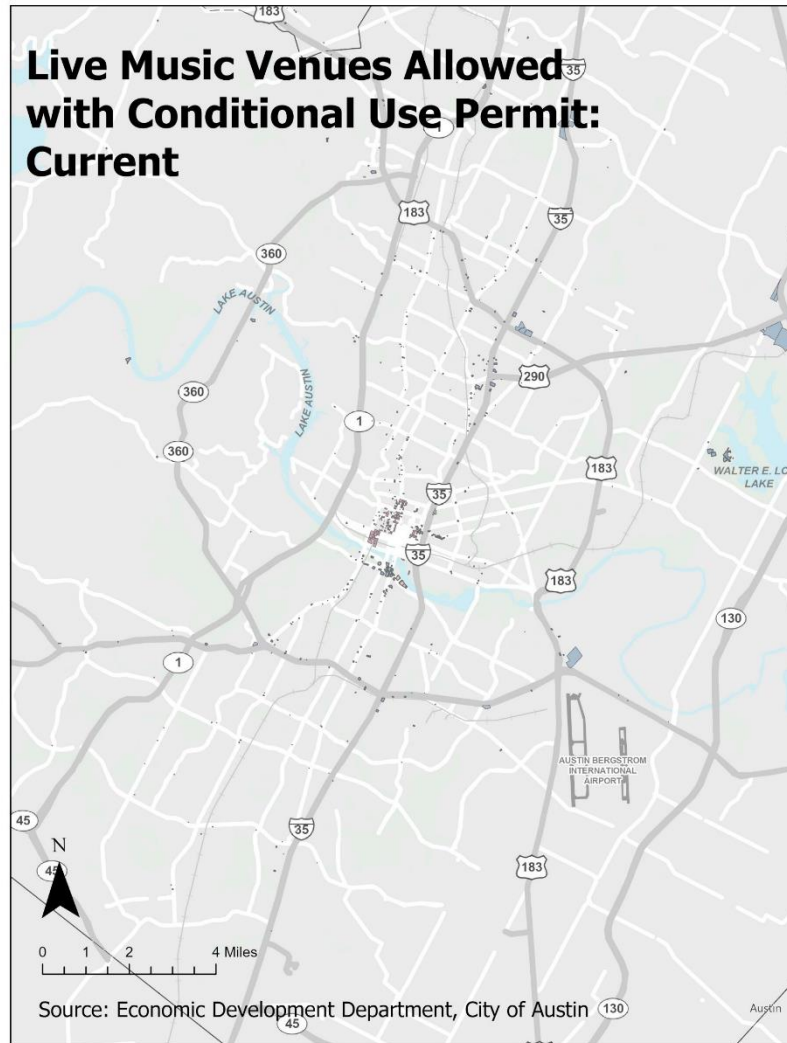 183
Live Music Venues Allowed
with Conditional Use Permit:
Current
35
1
183
35
360
LAKE AUSTIN
290
360
LAKE AUSTIN
1
360
183
WALTER E. LO
LAKE
35
35
183
130
1
AUSTIN BERGSTROM
INTERNATIONAL
AIRPORT
45
35
N
45
183
0 1 2 4 Miles
Source: Economic Development Department, City of Austin
130
Austin
45